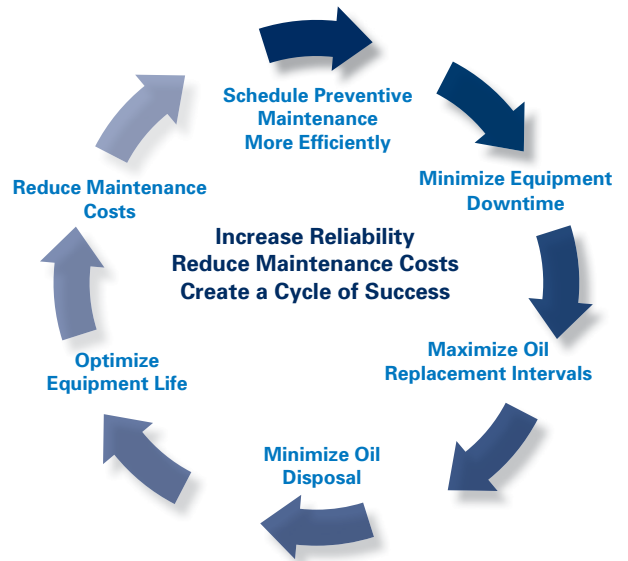 Schedule Preventive
Maintenance
More Efficiently
Minimize Equipment
Downtime
Maximize Oil
Replacement Intervals
Minimize Oil
Disposal
Optimize
Equipment Life
Reduce Maintenance
Costs
Increase Reliability
Reduce Maintenance Costs
Create a Cycle of Success